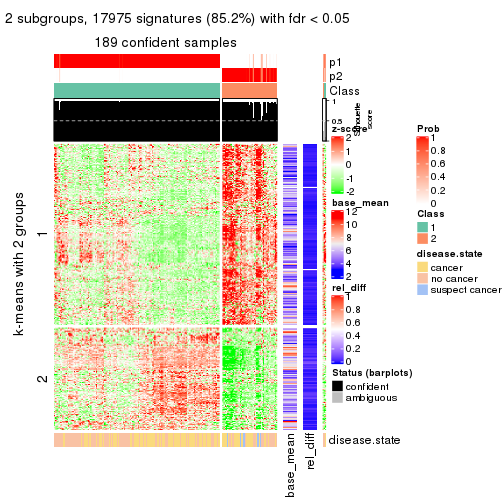 2 subgroups, 17975 signatures (85.2%) with fdr < 0.05
189 confident samples
p1
p2
Class
1
0.5
0
Silhouette
score
k-means with 2 groups
1
2
z-score
2
1
0
-1
-2
base_mean
12
10
8
6
4
2
rel_diff
1
0.8
0.6
0.4
0.2
0
Status (barplots)
confident
ambiguous
Prob
1
0.8
0.6
0.4
0.2
0
Class
1
2
disease.state
cancer
no cancer
suspect cancer
disease.state
base_mean
rel_diff